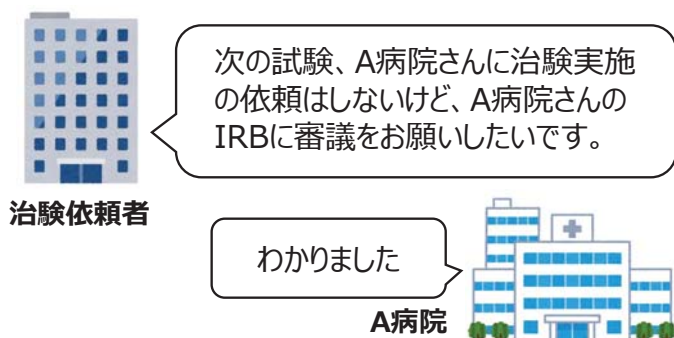 次の試験、A病院さんに治験実施
の依頼はしないけど、A病院さんの
IRBに審議をお願いしたいです。
治験依頼者
わかりました
A病院